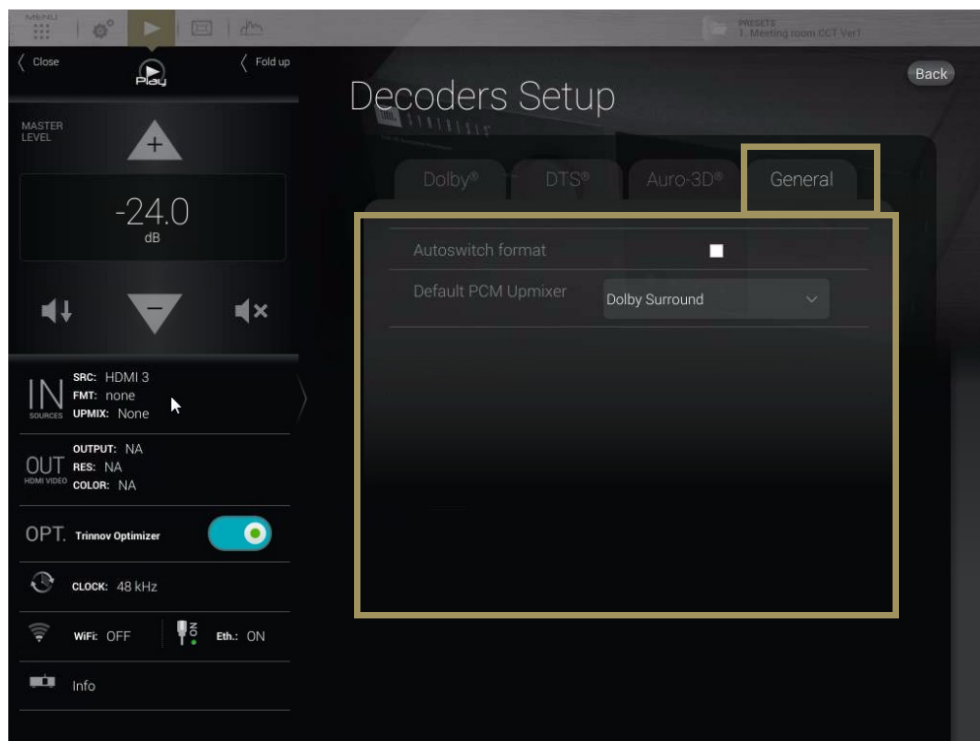 MENU
PRESETS
1: Meeting room CCT Ver1
Close
Play
Fold up
Back
Decoders Setup
MASTER
LEVEL
+
-24.0
dB
−
Dolby®
DTS®
Auro-3D®
General
Autoswitch format
Default PCM Upmixer
Dolby Surround
IN
SOURCES
SRC: HDMI 3
FMT: none
UPMIX: None
OUT
HDMI VIDEO
OUTPUT: NA
RES: NA
COLOR: NA
OPT. Trinnov Optimizer
CLOCK: 48 kHz
WiFi: OFF
ON
Eth.: ON
Info